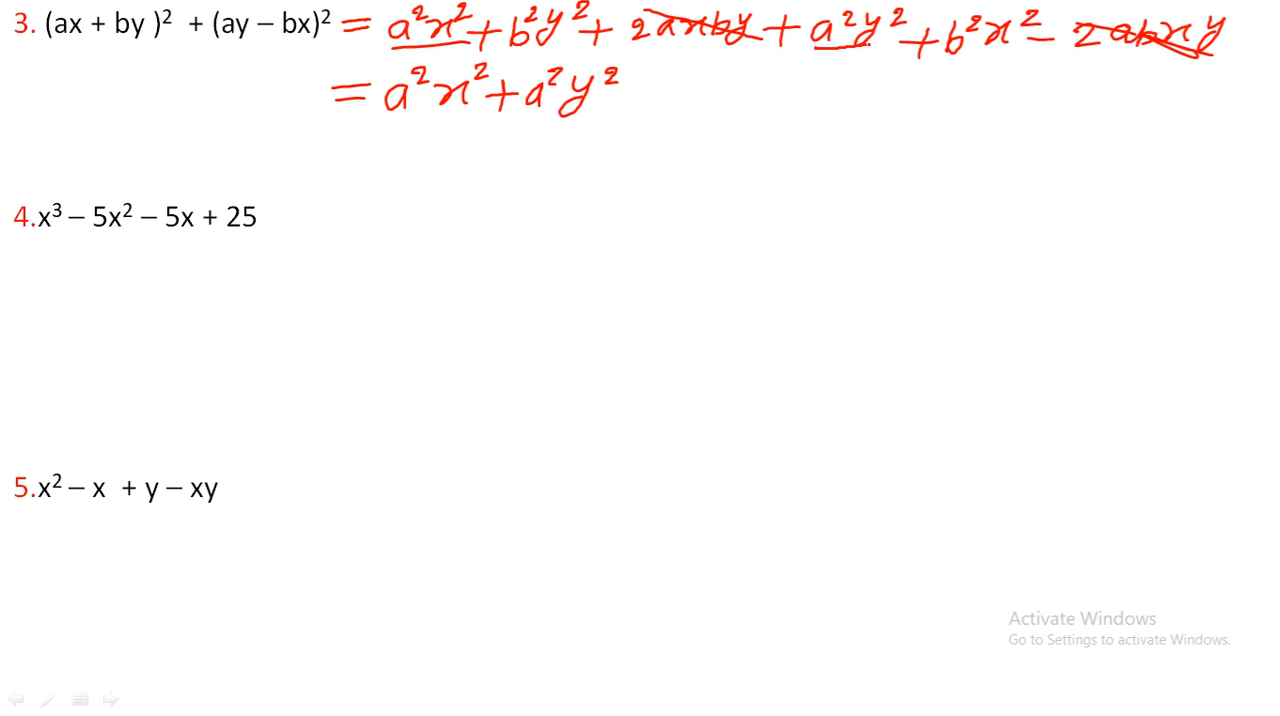 3. (ax + by )² + (ay – bx)² = a²x² + b²y² + 2axby + a²y² + b²x² – 2abxy
= a²x² + a²y²
4.x³ – 5x² – 5x + 25
5.x² – x + y – xy
Activate Windows
Go to Settings to activate Windows.